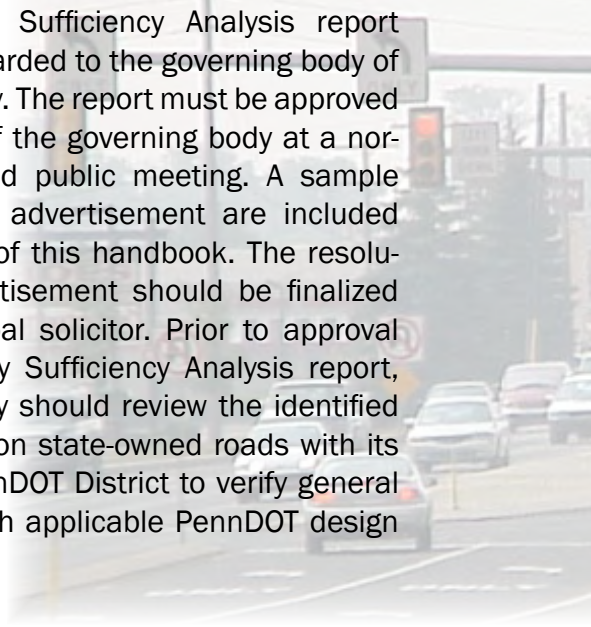 Sufficiency Analysis report
arded to the governing body of
y. The report must be approved
f the governing body at a nor-
d public meeting. A sample
advertisement are included
of this handbook. The resolu-
tisement should be finalized
al solicitor. Prior to approval
y Sufficiency Analysis report,
y should review the identified
on state-owned roads with its
nDOT District to verify general
h applicable PennDOT design